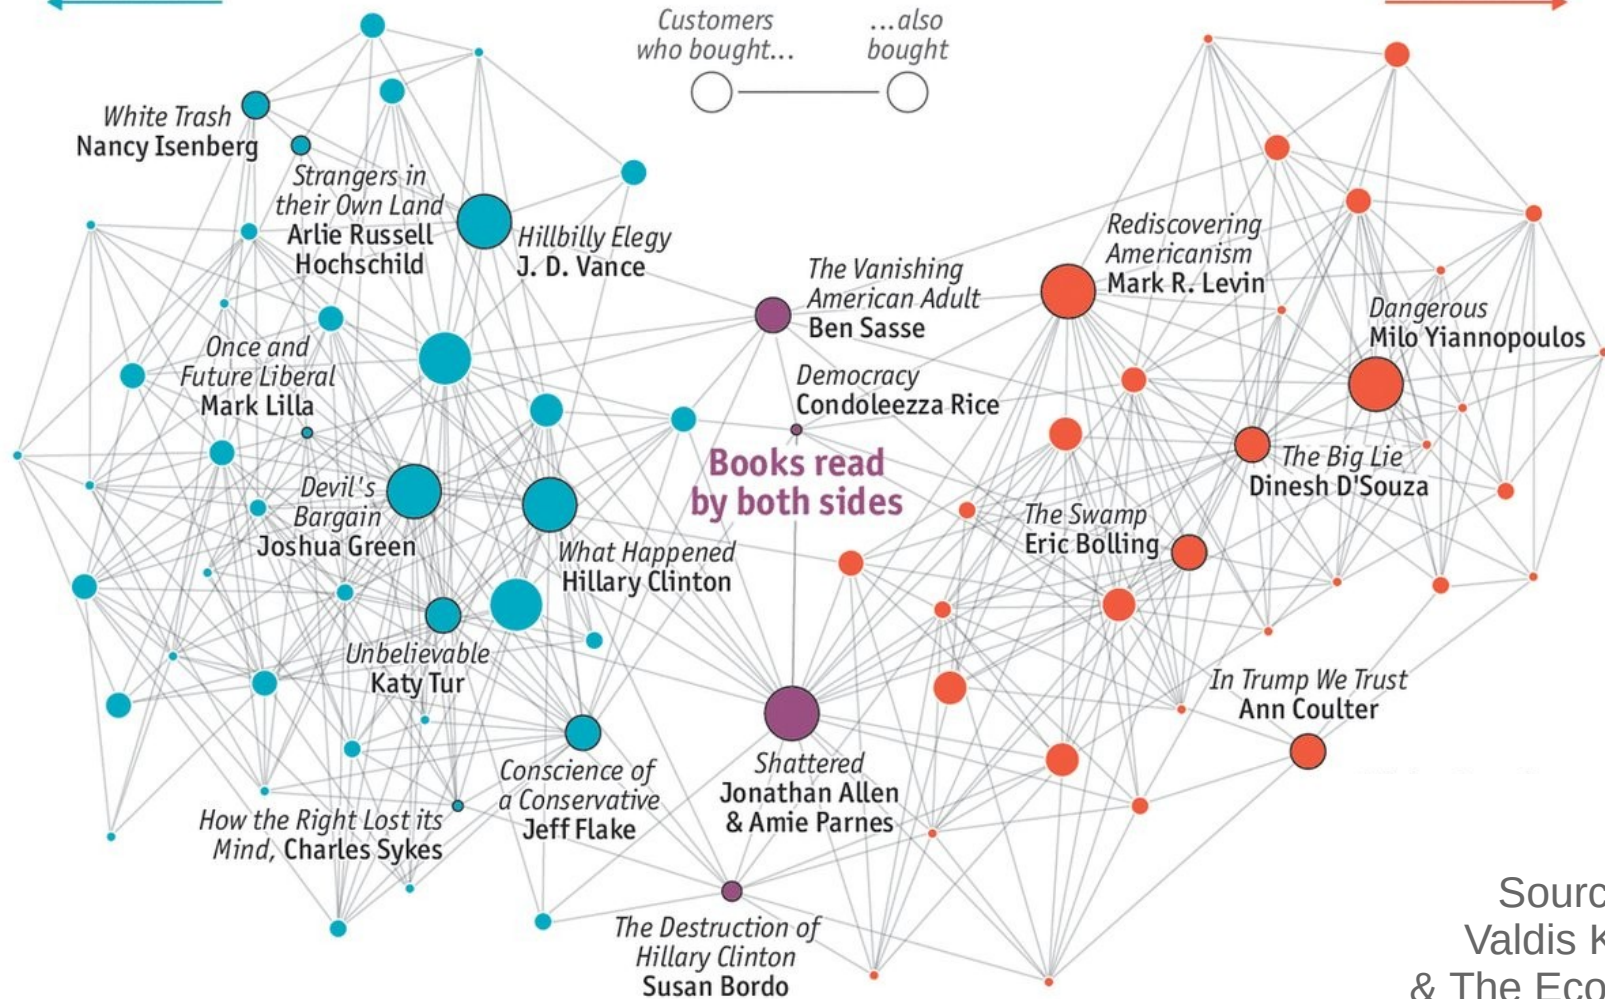 Customers
who bought...
...also
bought
White Trash
Nancy Isenberg
Strangers in
their Own Land
Arlie Russell
Hochschild
Hillbilly Elegy
J. D. Vance
The Vanishing
American Adult
Ben Sasse
Rediscovering
Americanism
Mark R. Levin
Dangerous
Milo Yiannopoulos
Once and
Future Liberal
Mark Lilla
Democracy
Condoleezza Rice
Books read
by both sides
The Big Lie
Dinesh D'Souza
Devil's
Bargain
Joshua Green
What Happened
Hillary Clinton
The Swamp
Eric Bolling
Unbelievable
Katy Tur
In Trump We Trust
Ann Coulter
Conscience of
a Conservative
Jeff Flake
Shattered
Jonathan Allen
& Amie Parnes
How the Right Lost its
Mind, Charles Sykes
The Destruction of
Hillary Clinton
Susan Bordo
Sourc
Valdis K
& The Eco